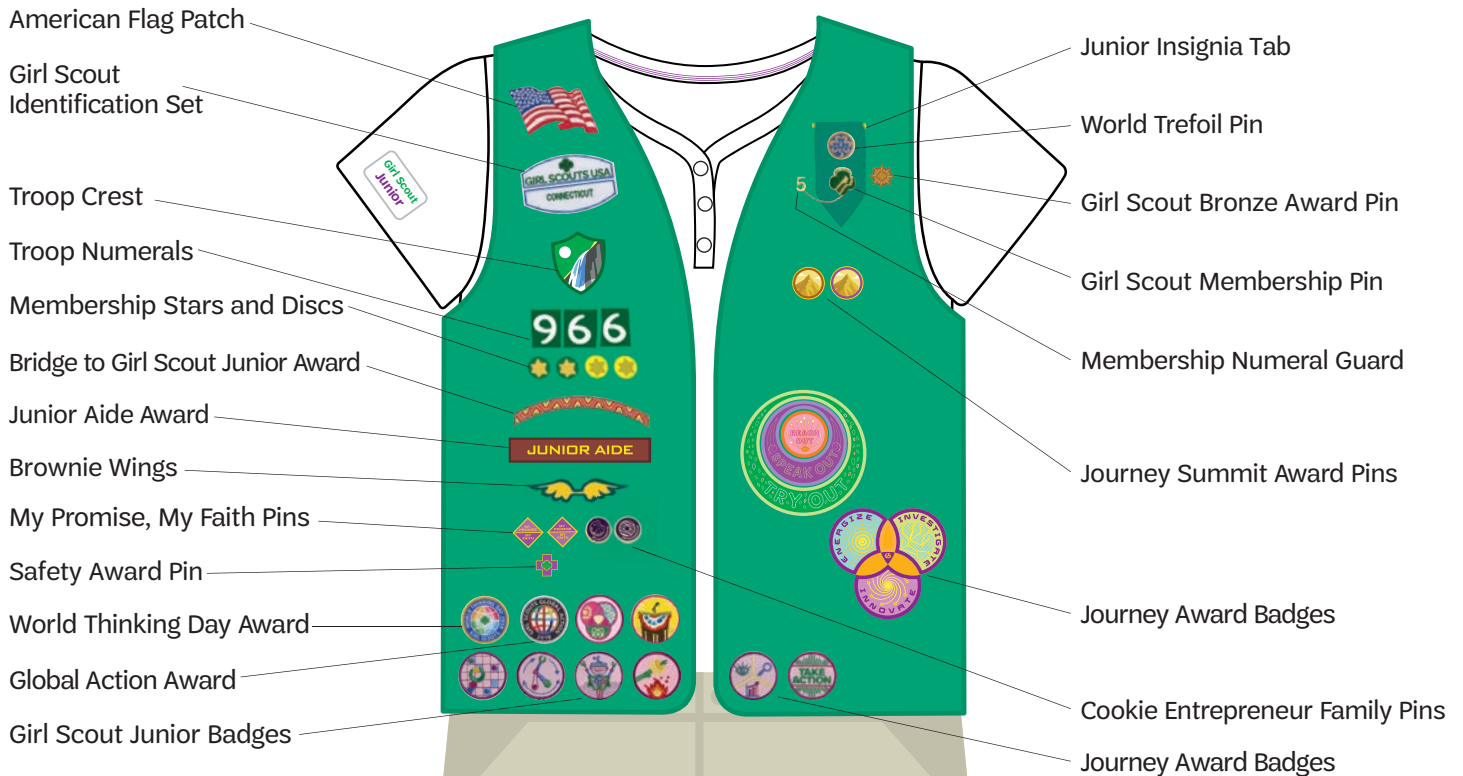 American Flag Patch
Girl Scout
Identification Set
Troop Crest
Troop Numerals
Membership Stars and Discs
Bridge to Girl Scout Junior Award
Junior Aide Award
Brownie Wings
My Promise, My Faith Pins
Safety Award Pin
World Thinking Day Award
Global Action Award
Girl Scout Junior Badges
Girl Scout
Junior
GIRL SCOUTS USA
CONNECTICUT
966
JUNIOR AIDE
5
REACH
OUT
SPEAK OUT
TRY OUT
ENERGIZE
INVESTIGATE
INNOVATE
TAKE
ACTION
Junior Insignia Tab
World Trefoil Pin
Girl Scout Bronze Award Pin
Girl Scout Membership Pin
Membership Numeral Guard
Journey Summit Award Pins
Journey Award Badges
Cookie Entrepreneur Family Pins
Journey Award Badges